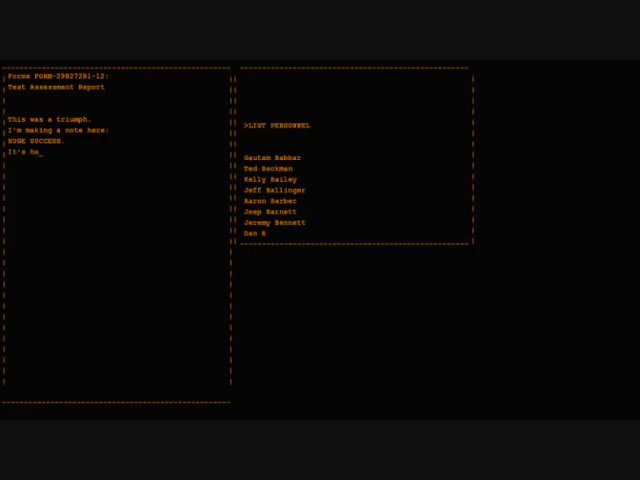 Forms FORM-29827281-12:
Test Assessment Report
This was a triumph.
I'm making a note here:
HUGE SUCCESS.
It's ha_
>LIST PERSONNEL
Gautam Babbar
Ted Backman
Kelly Bailey
Jeff Ballinger
Aaron Barber
Jeep Barnett
Jeremy Bennett
Dan B